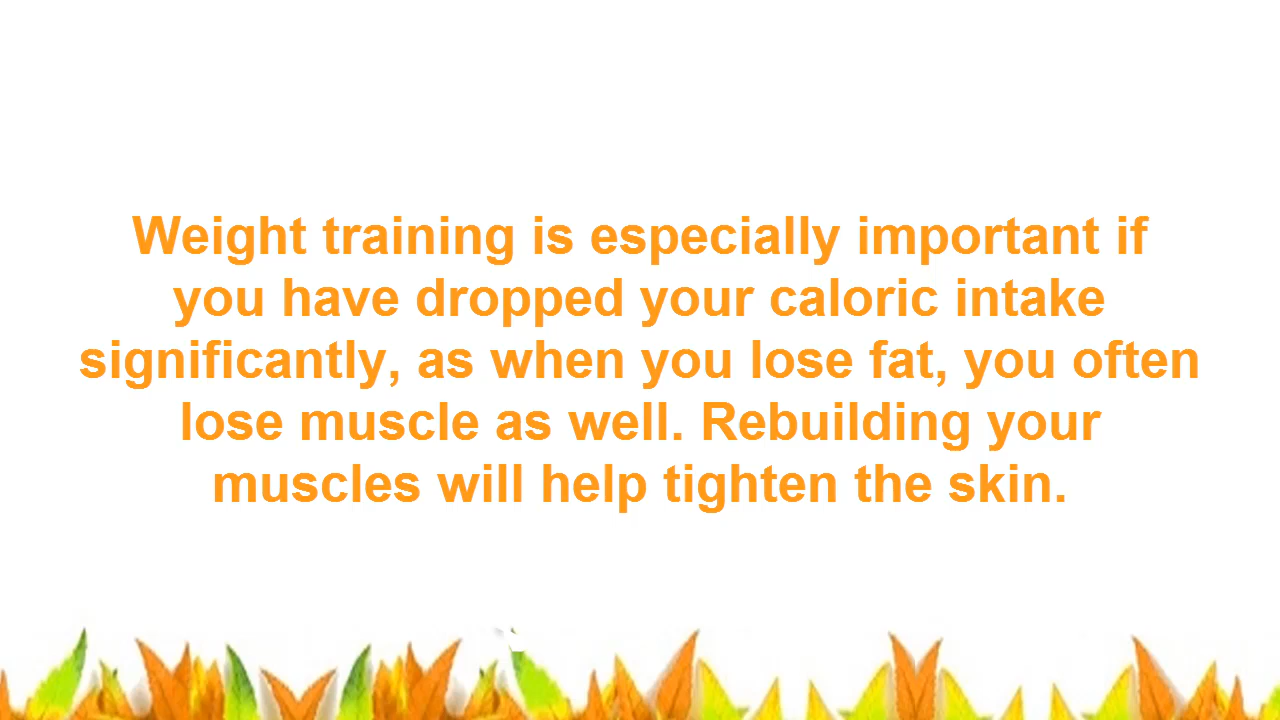 Weight training is especially important if
you have dropped your caloric intake
significantly, as when you lose fat, you often
lose muscle as well. Rebuilding your
muscles will help tighten the skin.